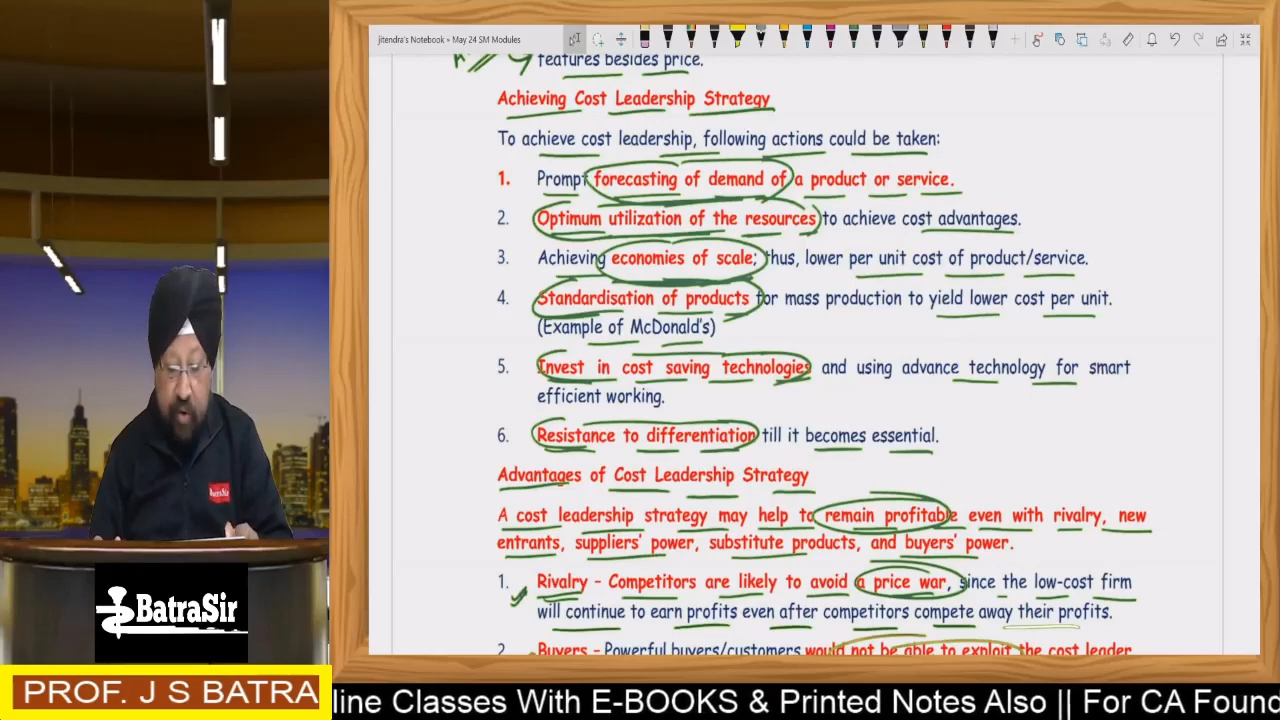 jitendra's Notebook » May 24 SM Modules
features besides price.
Achieving Cost Leadership Strategy
To achieve cost leadership, following actions could be taken:
1. Prompt forecasting of demand of a product or service.
2. Optimum utilization of the resources to achieve cost advantages.
3. Achieving economies of scale; thus, lower per unit cost of product/service.
4. Standardisation of products for mass production to yield lower cost per unit.
(Example of McDonald's)
5. Invest in cost saving technologies and using advance technology for smart
efficient working.
6. Resistance to differentiation till it becomes essential.
Advantages of Cost Leadership Strategy
A cost leadership strategy may help to remain profitable even with rivalry, new
entrants, suppliers' power, substitute products, and buyers' power.
1. Rivalry – Competitors are likely to avoid a price war, since the low-cost firm
will continue to earn profits even after competitors compete away their profits.
2. Buyers – Powerful buyers/customers would not be able to exploit the cost leader
BatraSir
BatraSir
PROF. J S BATRA
line Classes With E-BOOKS & Printed Notes Also || For CA Found